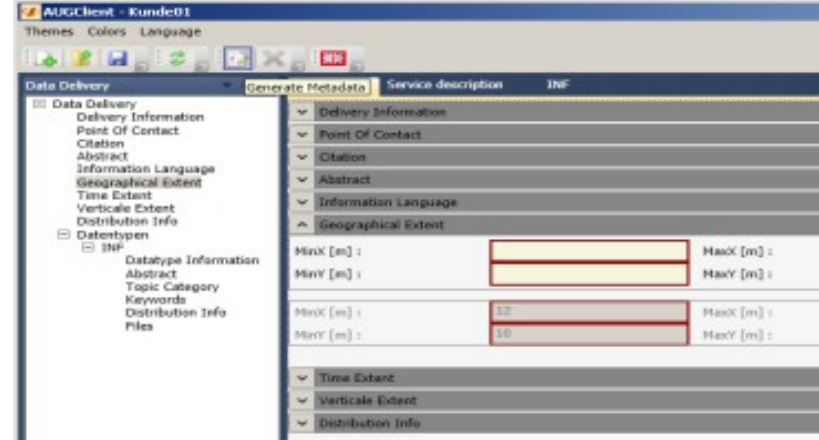 AUGClient - Kunde01
Themes Colors Language
Data Delivery
Generate Metadata
Service description
INF
Data Delivery
Delivery Information
Point Of Contact
Citation
Abstract
Information Language
Geographical Extent
Time Extent
Verticale Extent
Distribution Info
Datentypen
INF
Datatype Information
Abstract
Topic Category
Keywords
Distribution Info
Files
Delivery Information
Point Of Contact
Citation
Abstract
Information Language
Geographical Extent
MinX [m] : MaxX [m] :
MinY [m] : MaxY [m] :
MinX [m] : 12 MaxX [m] :
MinY [m] : 10 MaxY [m] :
Time Extent
Verticale Extent
Distribution Info